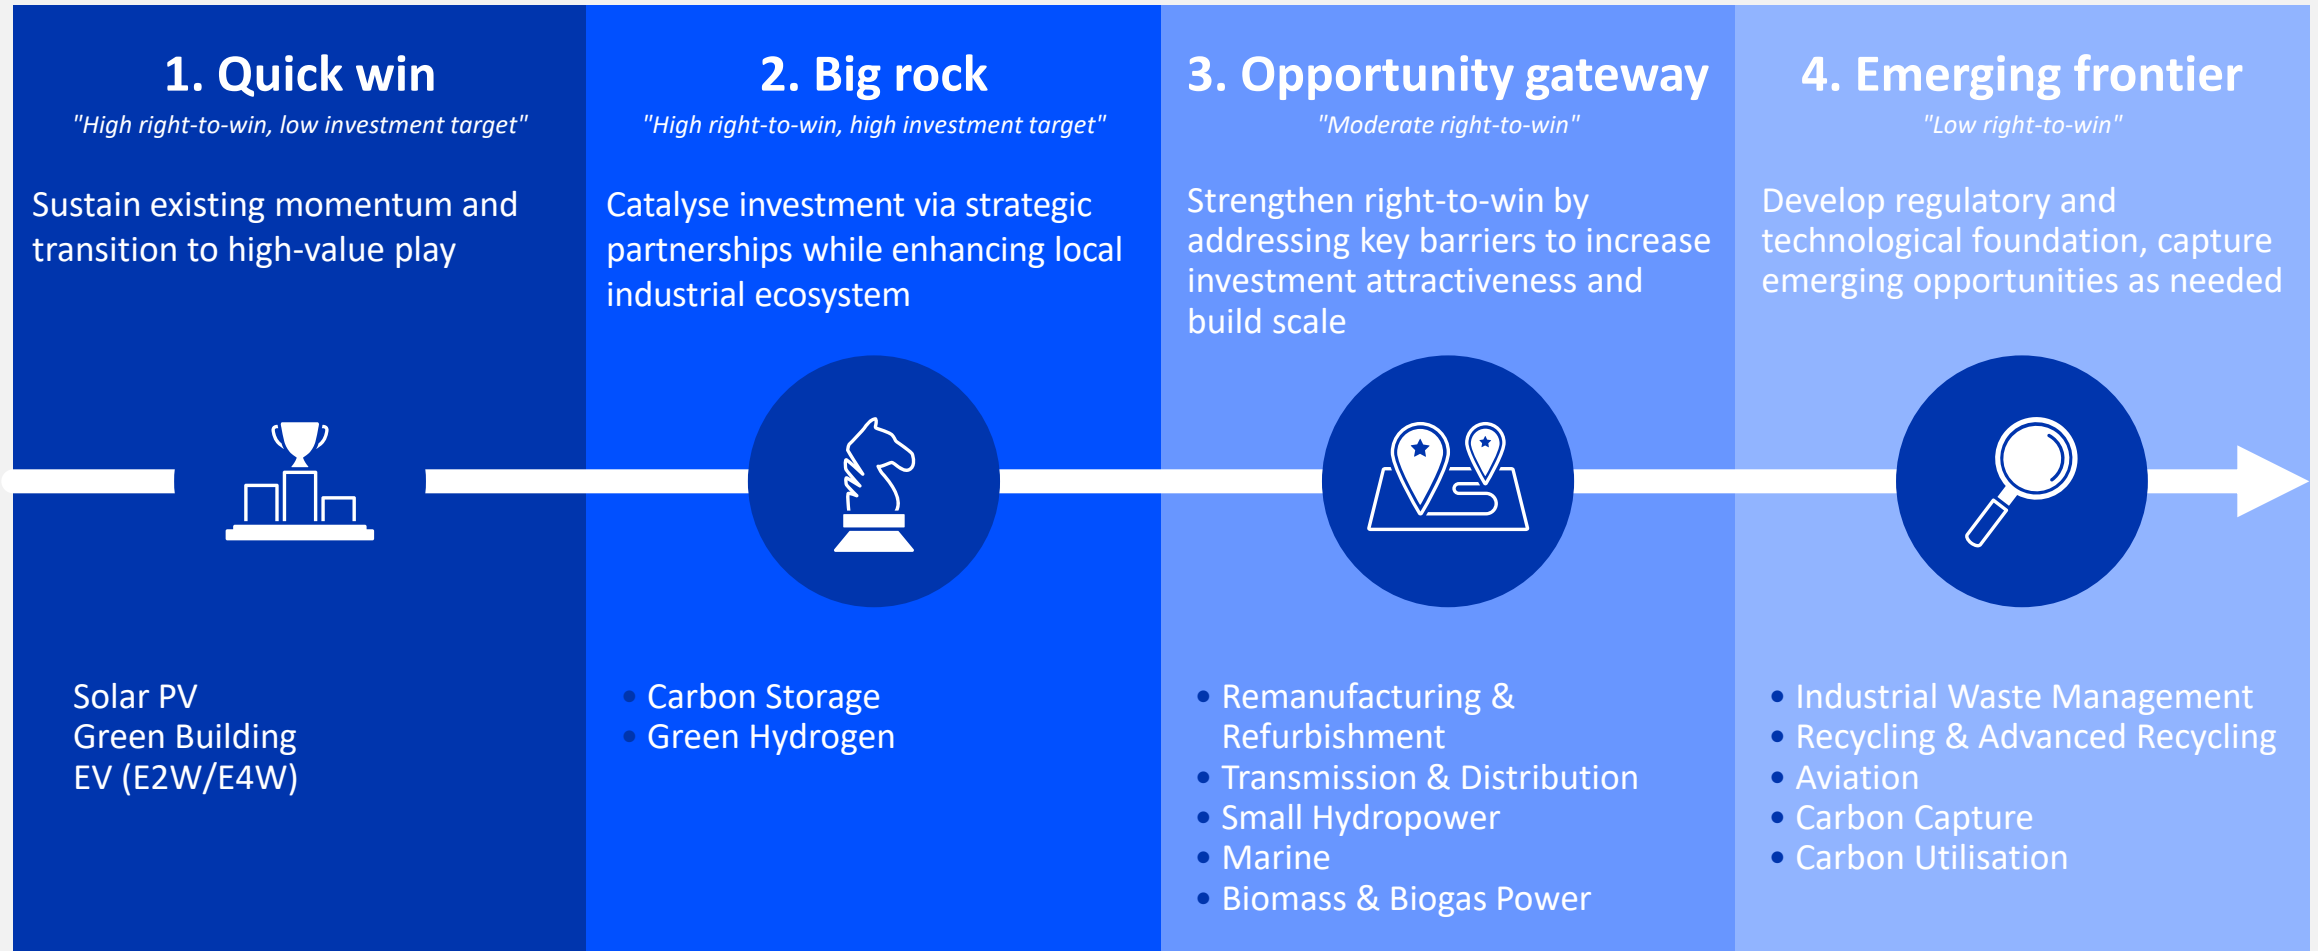 1. Quick win
"High right-to-win, low investment target"
Sustain existing momentum and
transition to high-value play
Solar PV
Green Building
EV (E2W/E4W)
2. Big rock
"High right-to-win, high investment target"
Catalyse investment via strategic
partnerships while enhancing local
industrial ecosystem
• Carbon Storage
• Green Hydrogen
3. Opportunity gateway
"Moderate right-to-win"
Strengthen right-to-win by
addressing key barriers to increase
investment attractiveness and
build scale
• Remanufacturing &
Refurbishment
• Transmission & Distribution
• Small Hydropower
• Marine
• Biomass & Biogas Power
4. Emerging frontier
"Low right-to-win"
Develop regulatory and
technological foundation, capture
emerging opportunities as needed
• Industrial Waste Management
• Recycling & Advanced Recycling
• Aviation
• Carbon Capture
• Carbon Utilisation